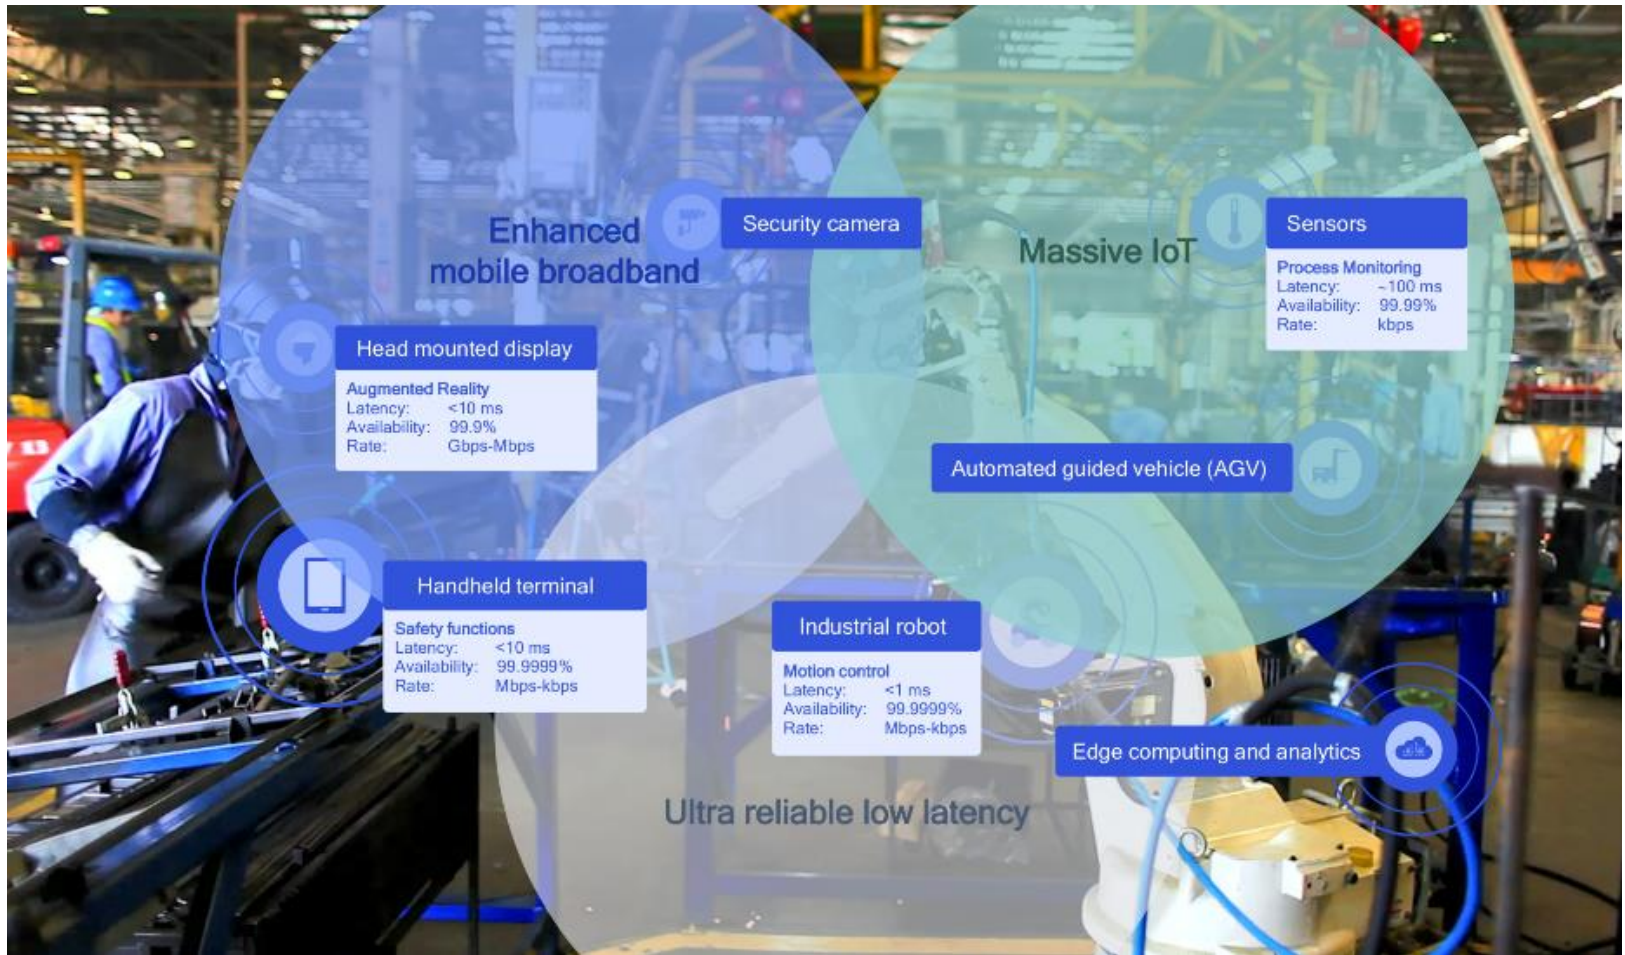 Enhanced
mobile broadband
Security camera
Massive IoT
Sensors
Process Monitoring
Latency: ~100 ms
Availability: 99.99%
Rate: kbps
Head mounted display
Augmented Reality
Latency: <10 ms
Availability: 99.9%
Rate: Gbps-Mbps
Automated guided vehicle (AGV)
Handheld terminal
Safety functions
Latency: <10 ms
Availability: 99.9999%
Rate: Mbps-kbps
Industrial robot
Motion control
Latency: <1 ms
Availability: 99.9999%
Rate: Mbps-kbps
Edge computing and analytics
Ultra reliable low latency